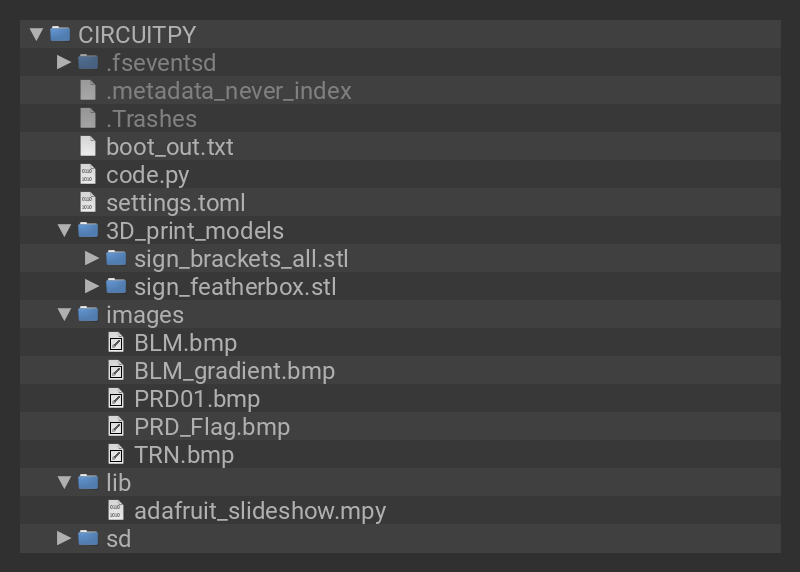 CIRCUITPY
.fseventsd
.metadata_never_index
.Trashes
boot_out.txt
code.py
settings.toml
3D_print_models
sign_brackets_all.stl
sign_featherbox.stl
images
BLM.bmp
BLM_gradient.bmp
PRD01.bmp
PRD_Flag.bmp
TRN.bmp
lib
adafruit_slideshow.mpy
sd